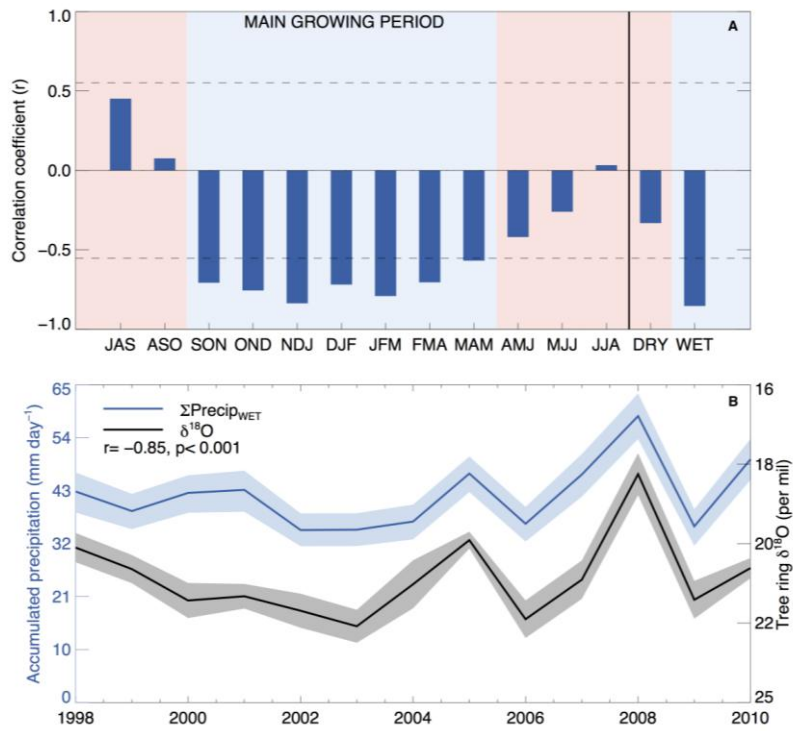 MAIN GROWING PERIOD
A
Correlation coefficient (r)
1.0
0.5
0.0
−0.5
−1.0
JAS ASO SON OND NDJ DJF JFM FMA MAM AMJ MJJ JJA DRY WET
B
ΣPrecipWET
δ18O
r= −0.85, p< 0.001
Accumulated precipitation (mm day−1)
65
54
43
32
21
10
0
Tree ring δ18O (per mil)
16
18
20
22
25
1998 2000 2002 2004 2006 2008 2010